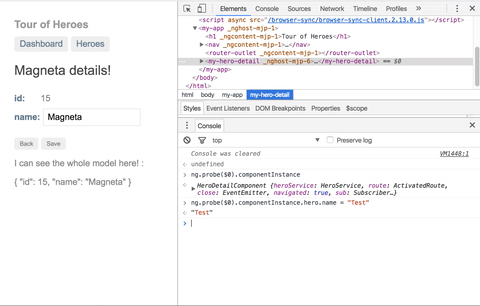 Tour of Heroes
Dashboard Heroes
Magneta details!
id: 15
name: Magneta
Back Save
I can see the whole model here! :
{ "id": 15, "name": "Magneta" }
Elements Console Sources Network Timeline Profiles »
<script async src="/browser-sync/browser-sync-client.2.13.0.js"></script>
▼<my-app _nghost-mjp-1>
<h1 _ngcontent-mjp-1>Tour of Heroes</h1>
▶<nav _ngcontent-mjp-1>…</nav>
<router-outlet _ngcontent-mjp-1></router-outlet>
▶<my-hero-detail _nghost-mjp-6>…</my-hero-detail> == $0
</my-app>
</body>
</html>
html body my-app my-hero-detail
Styles Event Listeners DOM Breakpoints Properties $scope
Console
top Preserve log
Console was cleared VM1448:1
undefined
ng.probe($0).componentInstance
HeroDetailComponent {heroService: HeroService, route: ActivatedRoute,
close: EventEmitter, navigated: true, sub: Subscriber…}
ng.probe($0).componentInstance.hero.name = "Test"
"Test"